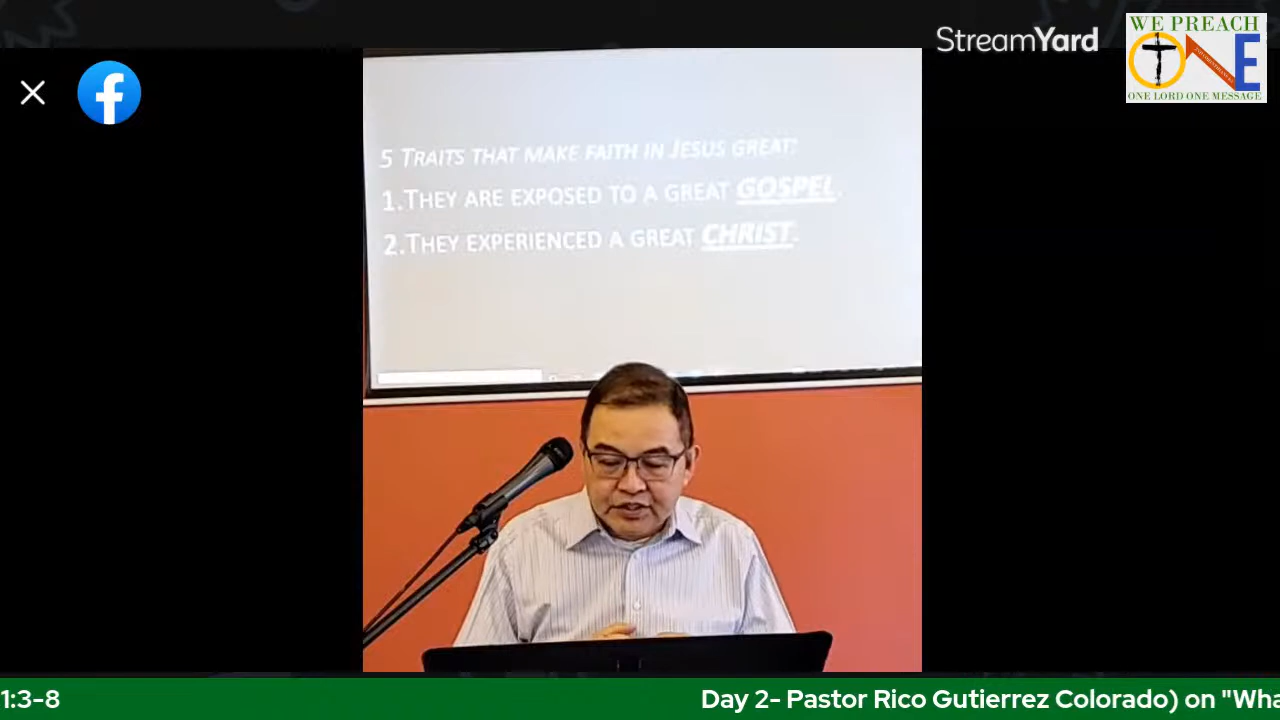 StreamYard
WE PREACH
ONE
ONE LORD ONE MESSAGE
5 TRAITS THAT MAKE FAITH IN JESUS GREAT:
1.THEY ARE EXPOSED TO A GREAT GOSPEL.
2.THEY EXPERIENCED A GREAT CHRIST.
1:3-8
Day 2- Pastor Rico Gutierrez Colorado) on "Wha